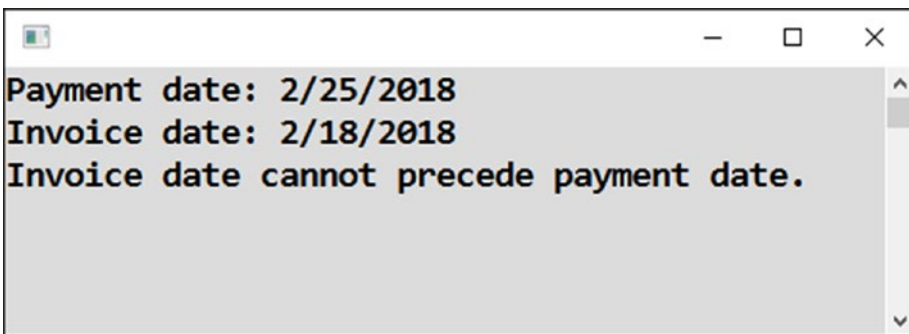 Payment date: 2/25/2018
Invoice date: 2/18/2018
Invoice date cannot precede payment date.